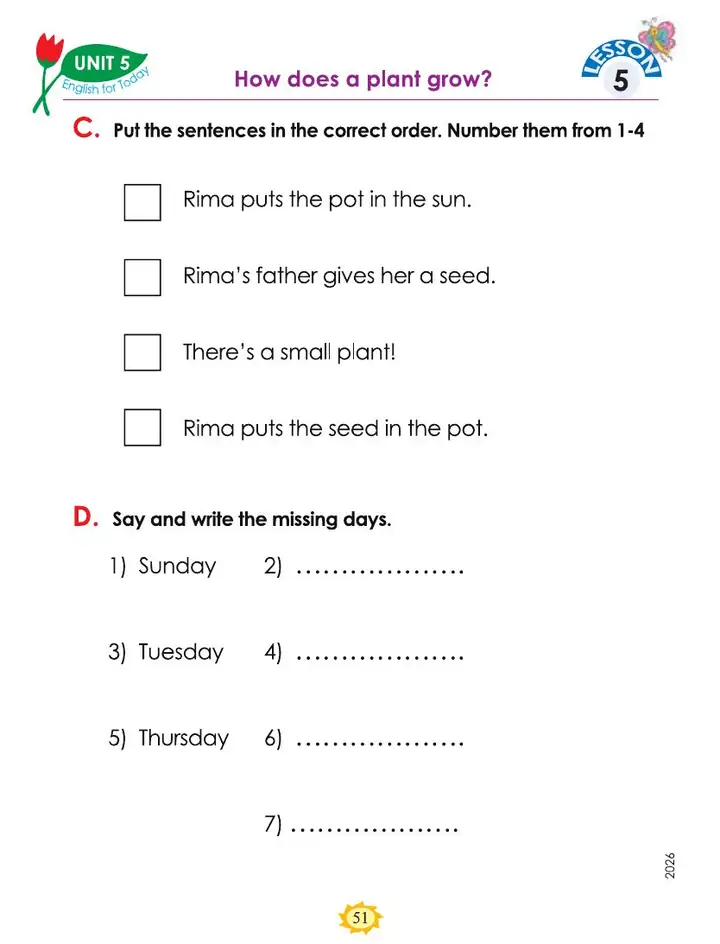 UNIT 5
English for Today
How does a plant grow?
LESSON
5
C. Put the sentences in the correct order. Number them from 1-4
Rima puts the pot in the sun.
Rima’s father gives her a seed.
There’s a small plant!
Rima puts the seed in the pot.
D. Say and write the missing days.
1) Sunday 2) ...................
3) Tuesday 4) ...................
5) Thursday 6) ...................
7) ...................
2026
51